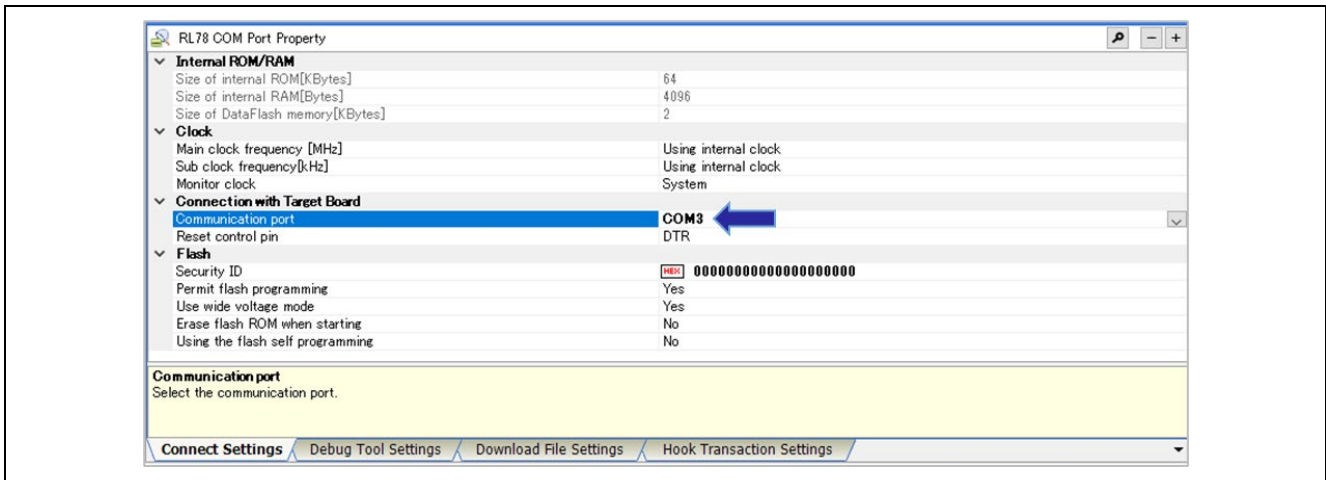 RL78 COM Port Property
Internal ROM/RAM
Size of internal ROM[KBytes] 64
Size of internal RAM[Bytes] 4096
Size of DataFlash memory[KBytes] 2
Clock
Main clock frequency [MHz] Using internal clock
Sub clock frequency[kHz] Using internal clock
Monitor clock System
Connection with Target Board
Communication port COM3
Reset control pin DTR
Flash
Security ID HEX 00000000000000000000
Permit flash programming Yes
Use wide voltage mode Yes
Erase flash ROM when starting No
Using the flash self programming No
Communication port
Select the communication port.
Connect Settings Debug Tool Settings Download File Settings Hook Transaction Settings